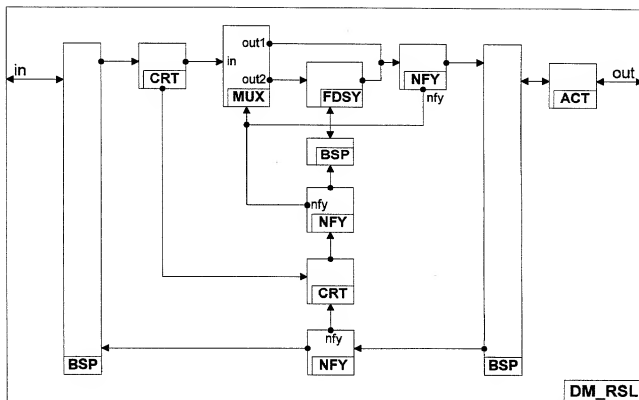 in
CRT
in
out1
out2
MUX
FDSY
NFY
nfy
ACT
out
BSP
nfy
NFY
CRT
nfy
NFY
BSP
BSP
DM_RSL